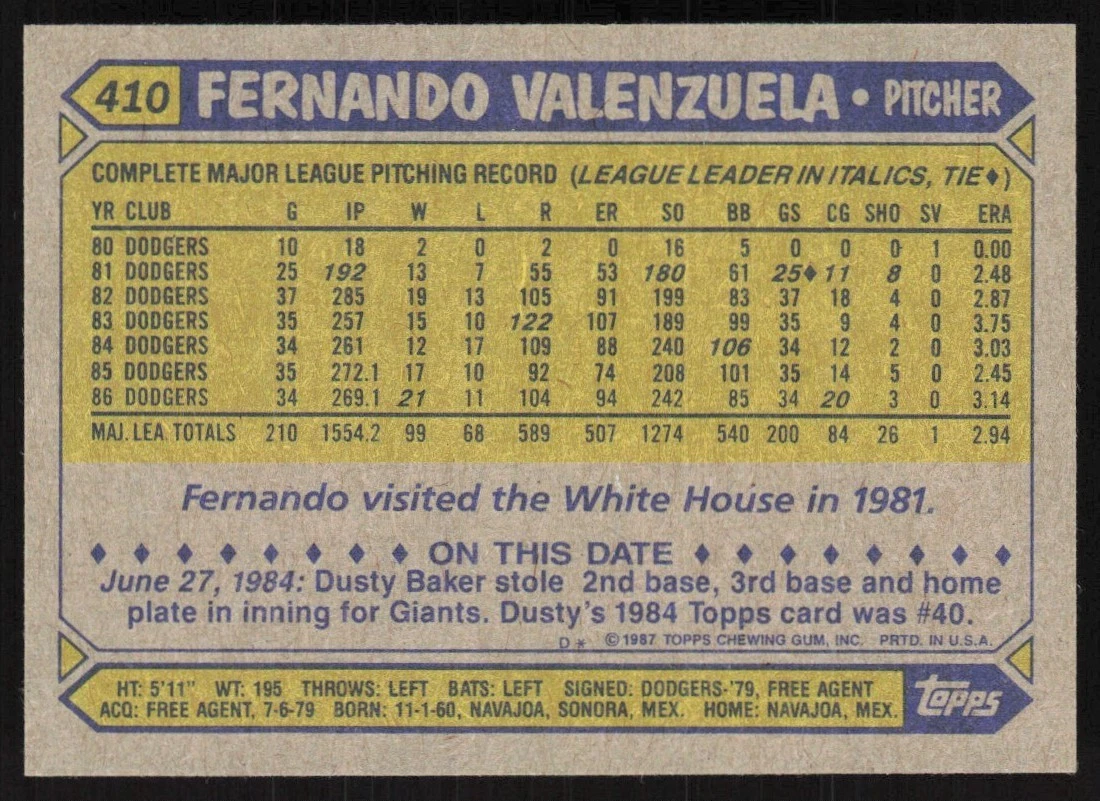 410 FERNANDO VALENZUELA • PITCHER
COMPLETE MAJOR LEAGUE PITCHING RECORD (LEAGUE LEADER IN ITALICS, TIE♦)
YR CLUB G IP W L R ER SO BB GS CG SHO SV ERA
80 DODGERS 10 18 2 0 2 0 16 5 0 0 0 1 0.00
81 DODGERS 25 192 13 7 55 53 180 61 25♦ 11 8 0 2.48
82 DODGERS 37 285 19 13 105 91 199 83 37 18 4 0 2.87
83 DODGERS 35 257 15 10 122 107 189 99 35 9 4 0 3.75
84 DODGERS 34 261 12 17 109 88 240 106 34 12 2 0 3.03
85 DODGERS 35 272.1 17 10 92 74 208 101 35 14 5 0 2.45
86 DODGERS 34 269.1 21 11 104 94 242 85 34 20 3 0 3.14
MAJ. LEA. TOTALS 210 1554.2 99 68 589 507 1274 540 200 84 26 1 2.94
Fernando visited the White House in 1981.
♦ ♦ ♦ ♦ ♦ ♦ ♦ ♦ ON THIS DATE ♦ ♦ ♦ ♦ ♦ ♦ ♦ ♦
June 27, 1984: Dusty Baker stole 2nd base, 3rd base and home
plate in inning for Giants. Dusty's 1984 Topps card was #40.
D* ©1987 TOPPS CHEWING GUM, INC. PRTD. IN U.S.A.
HT: 5'11" WT: 195 THROWS: LEFT BATS: LEFT SIGNED: DODGERS-'79, FREE AGENT
ACQ: FREE AGENT, 7-6-79 BORN: 11-1-60, NAVAJOA, SONORA, MEX. HOME: NAVAJOA, MEX.
Topps